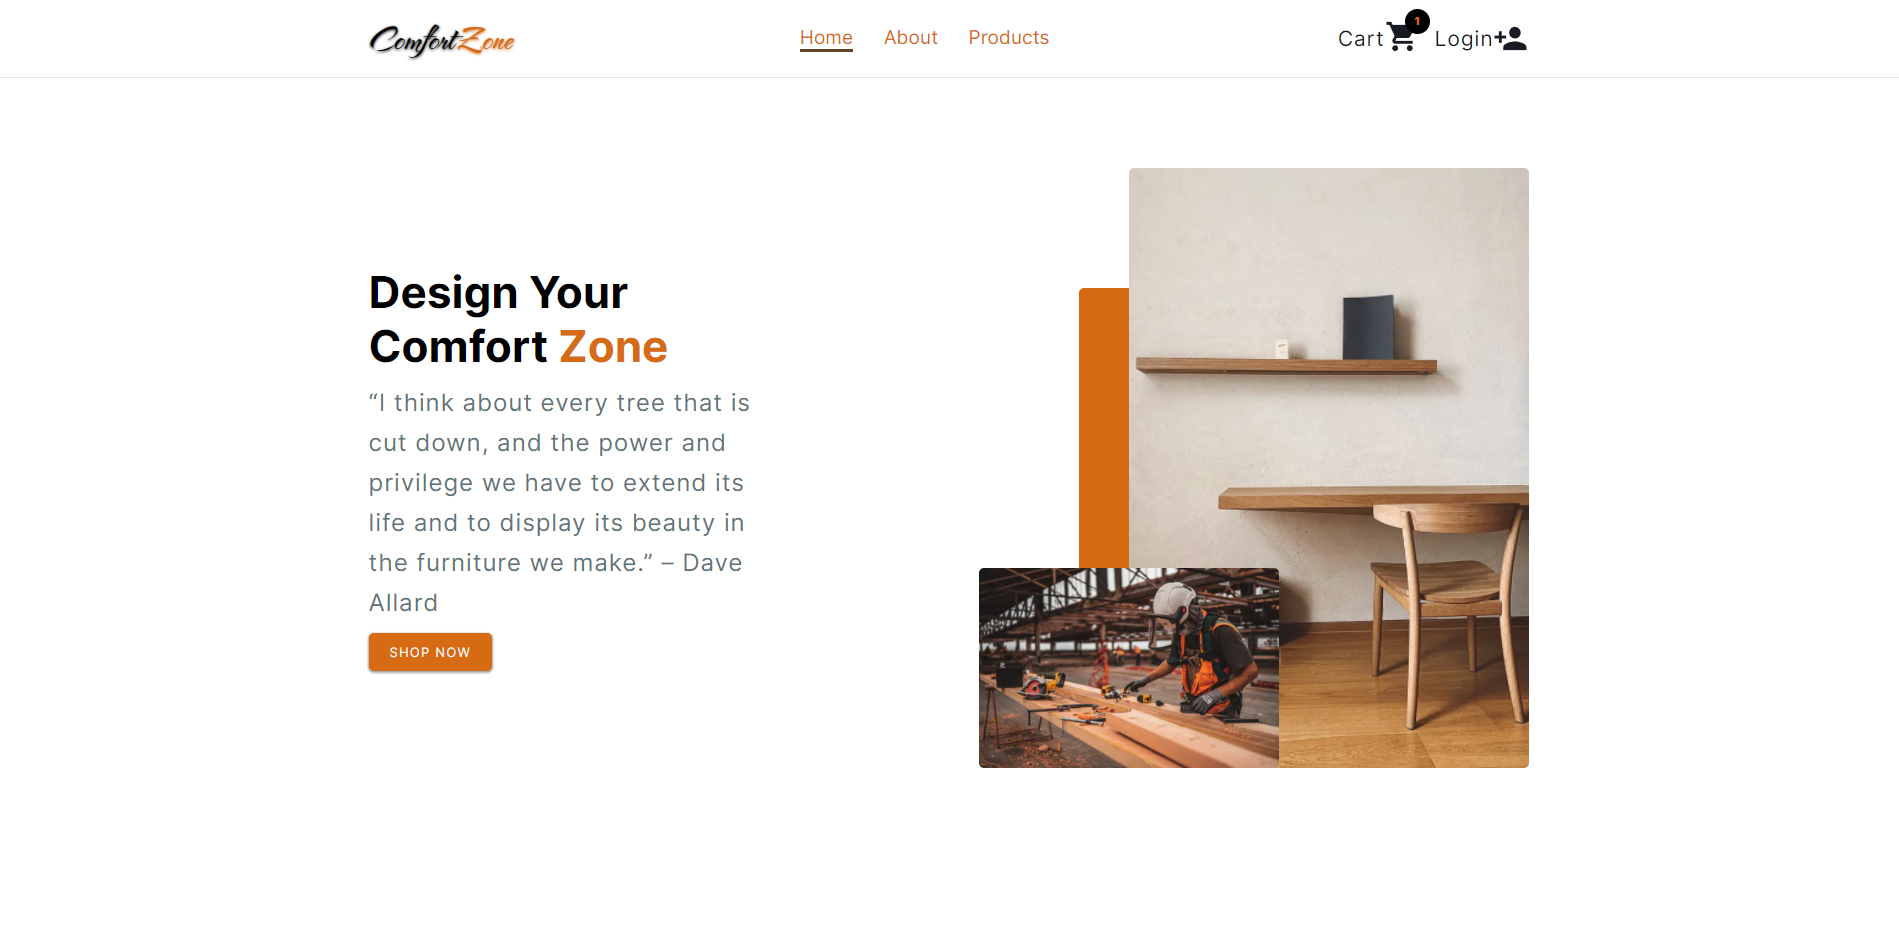 ComfortZone
Home About Products
Cart 1 Login
Design Your
Comfort Zone
“I think about every tree that is
cut down, and the power and
privilege we have to extend its
life and to display its beauty in
the furniture we make.” – Dave
Allard
SHOP NOW